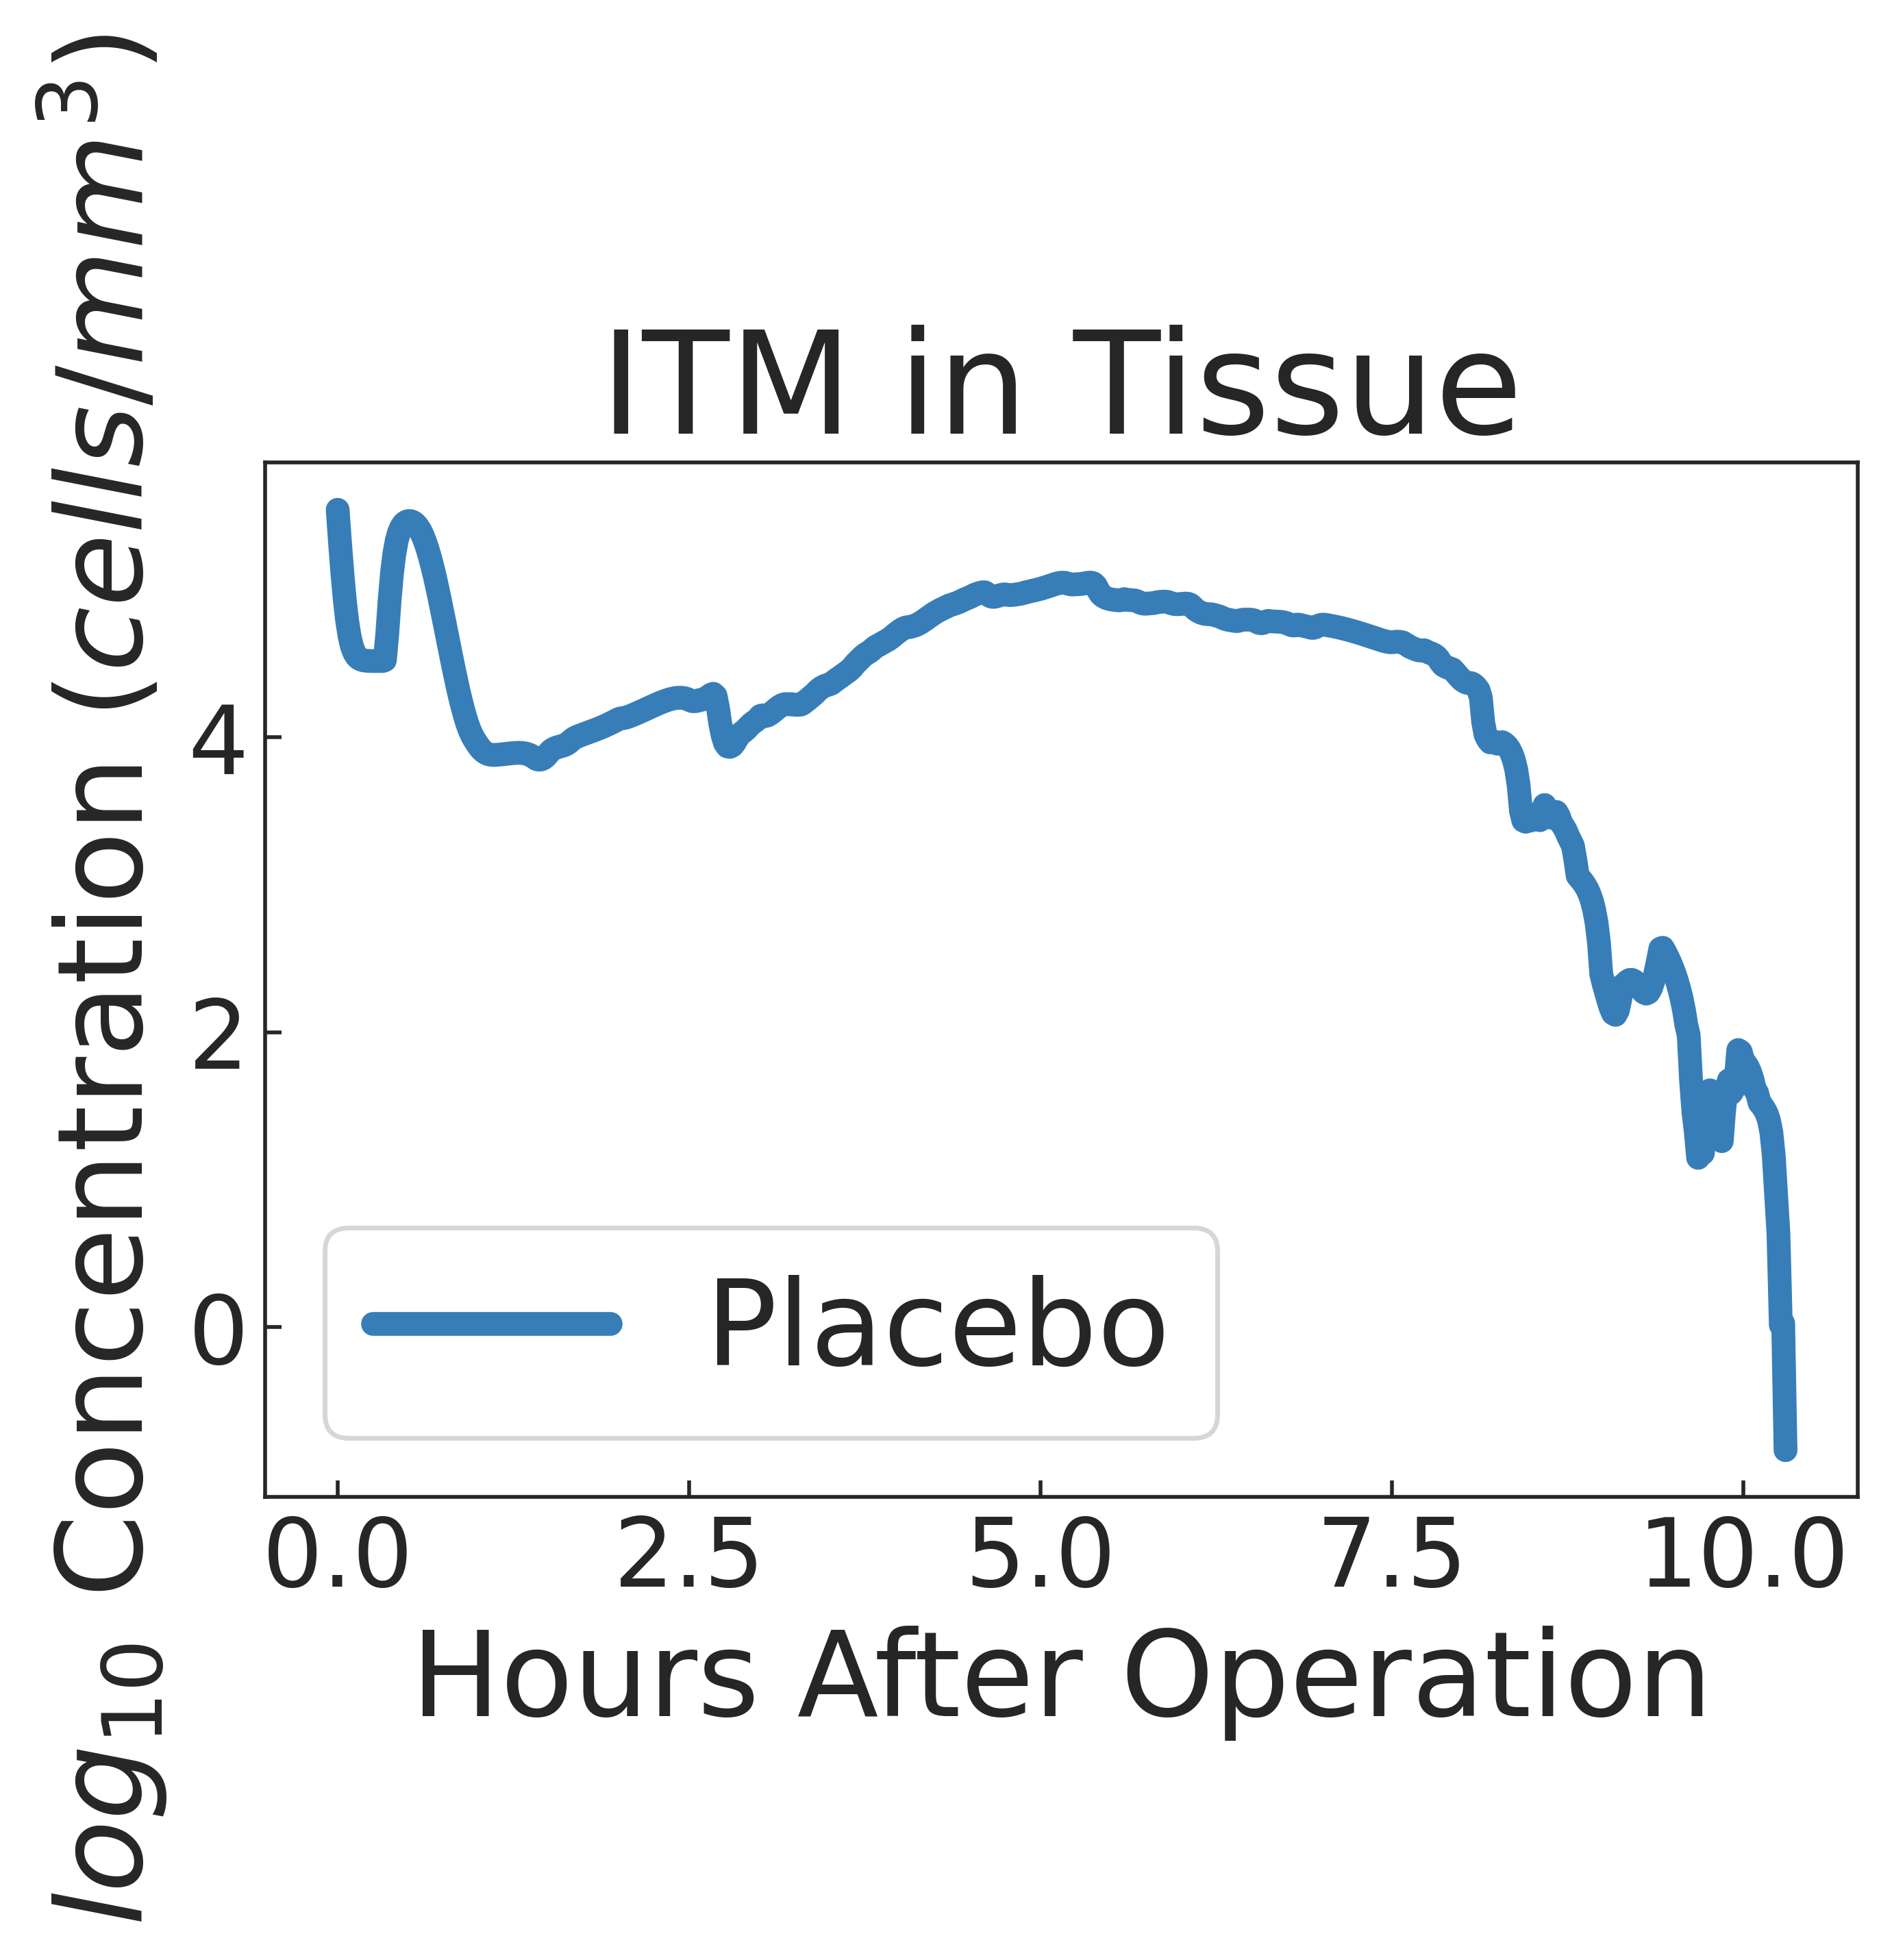 ITM in Tissue
log10 Concentration (cells/mm3)
4
2
0
Placebo
0.0 2.5 5.0 7.5 10.0
Hours After Operation